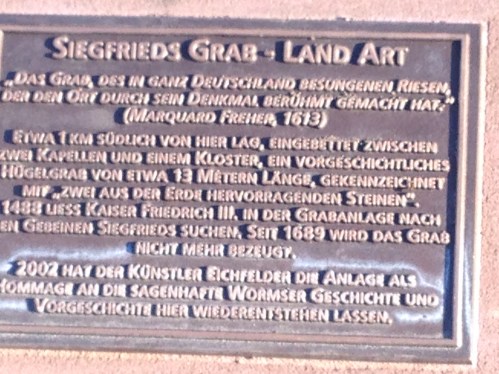 SIEGFRIEDS GRAB - LAND ART
„DAS GRAB, DES IN GANZ DEUTSCHLAND BESUNGENEN RIESEN,
DER DEN ORT DURCH SEIN DENKMAL BERÜHMT GEMACHT HAT.“
(MARQUARD FREHER, 1613)
ETWA 1 KM SÜDLICH VON HIER LAG, EINGEBETTET ZWISCHEN
ZWEI KAPELLEN UND EINEM KLOSTER, EIN VORGESCHICHTLICHES
HÜGELGRAB VON ETWA 13 METERN LÄNGE, GEKENNZEICHNET
MIT „ZWEI AUS DER ERDE HERVORRAGENDEN STEINEN“.
1488 LIESS KAISER FRIEDRICH III. IN DER GRABANLAGE NACH
EN GEBEINEN SIEGFRIEDS SUCHEN. SEIT 1689 WIRD DAS GRAB
NICHT MEHR BEZEUGT.
2002 HAT DER KÜNSTLER EICHFELDER DIE ANLAGE ALS
HOMMAGE AN DIE SAGENHAFTE WORMSER GESCHICHTE UND
VORGESCHICHTE HIER WIEDERENTSTEHEN LASSEN.